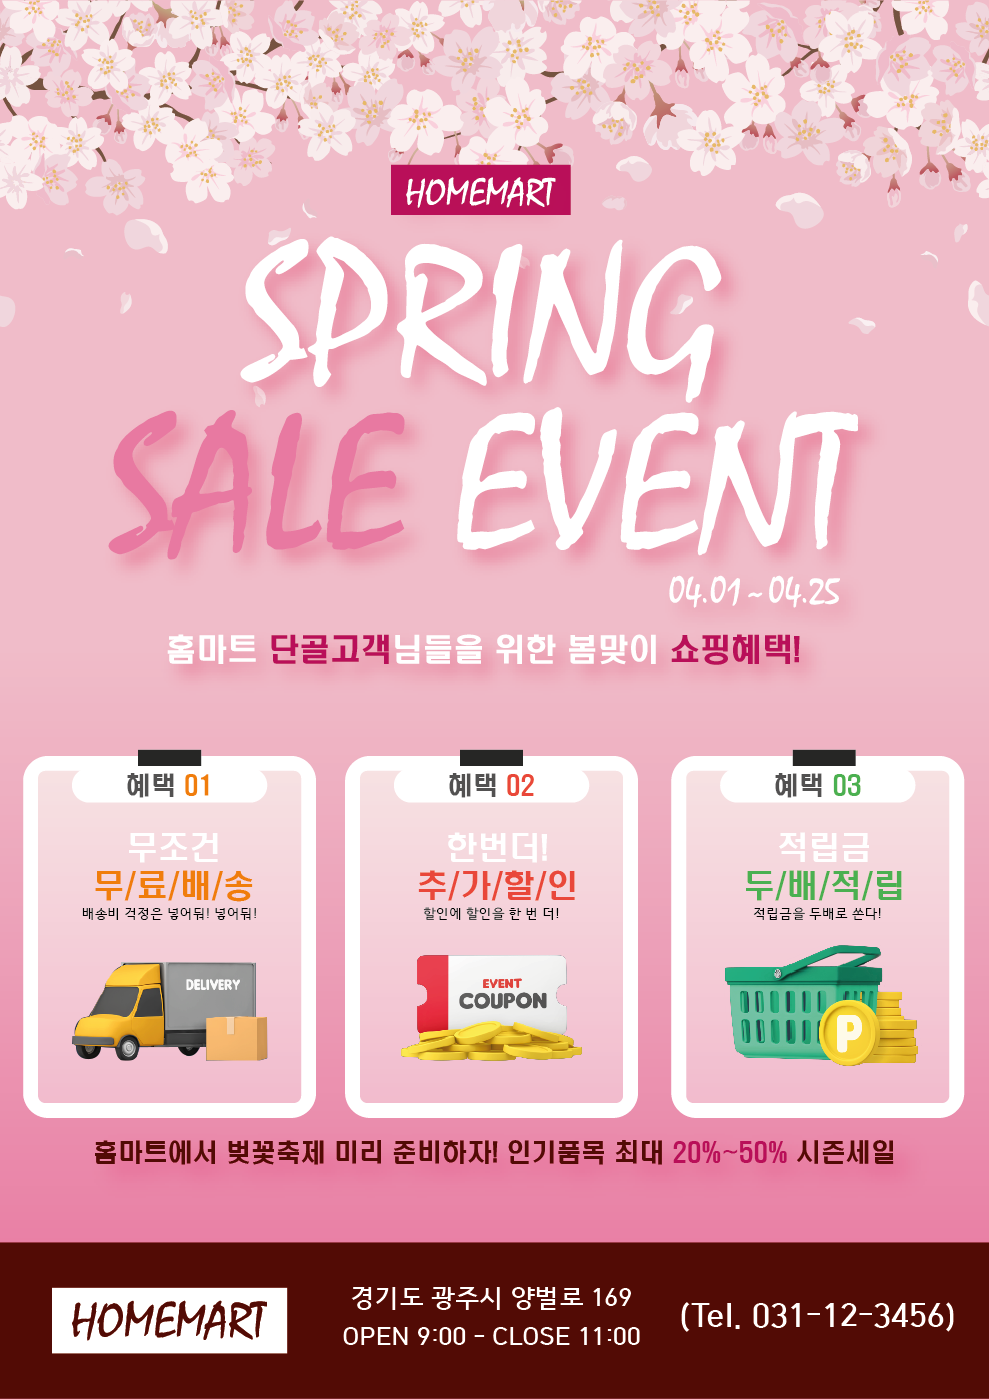 HOMEMART
SPRING
SALE EVENT
04.01 ~ 04.25
홈마트 단골고객님들을 위한 봄맞이 쇼핑혜택!
혜택 01
무조건
무/료/배/송
배송비 걱정은 넣어둬! 넣어둬!
DELIVERY
혜택 02
한번더!
추/가/할/인
할인에 할인을 한 번 더!
EVENT
COUPON
혜택 03
적립금
두/배/적/립
적립금을 두배로 쏜다!
P
홈마트에서 벚꽃축제 미리 준비하자! 인기품목 최대 20%~50% 시즌세일
HOMEMART
경기도 광주시 양벌로 169
OPEN 9:00 - CLOSE 11:00
(Tel. 031-12-3456)